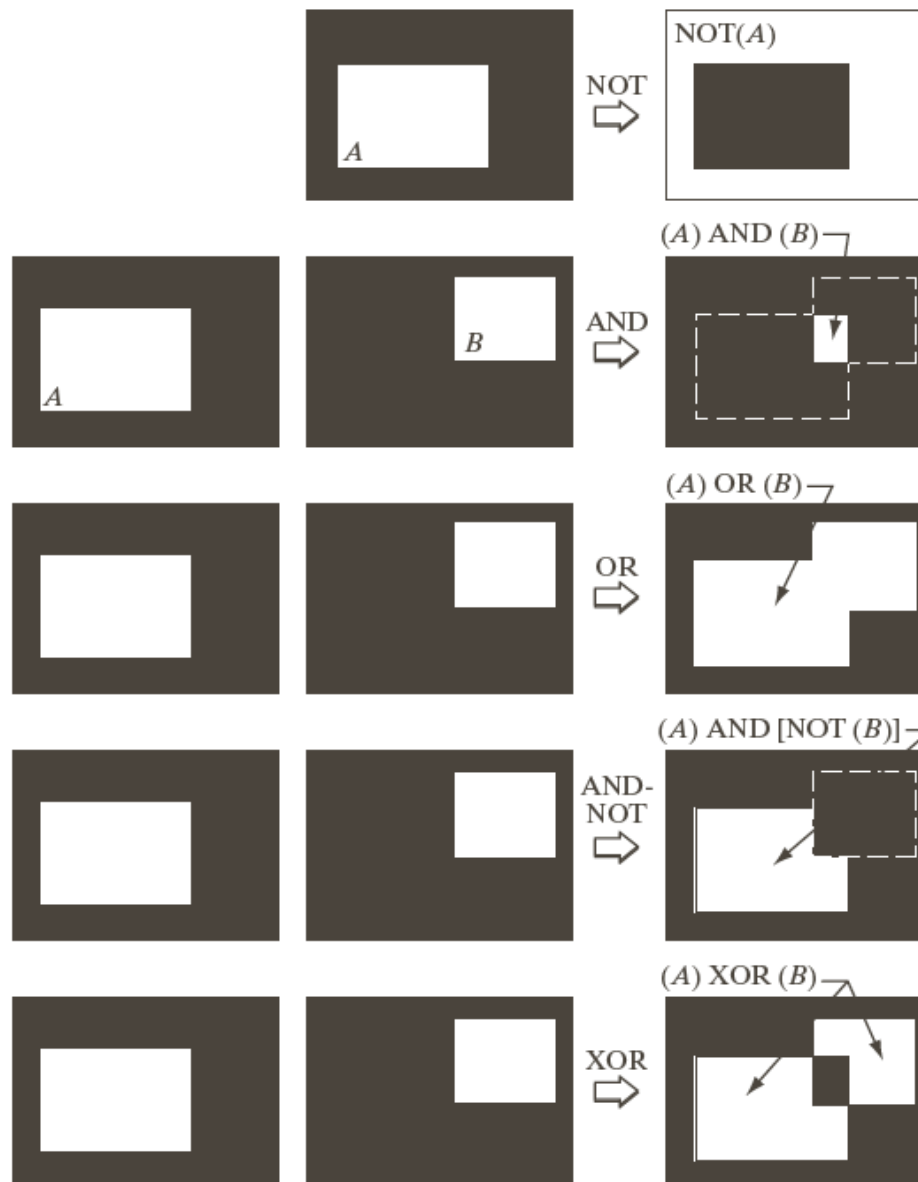 NOT(A)
NOT
A
(A) AND (B)
AND
B
A
(A) OR (B)
OR
(A) AND [NOT (B)]
AND-
NOT
(A) XOR (B)
XOR